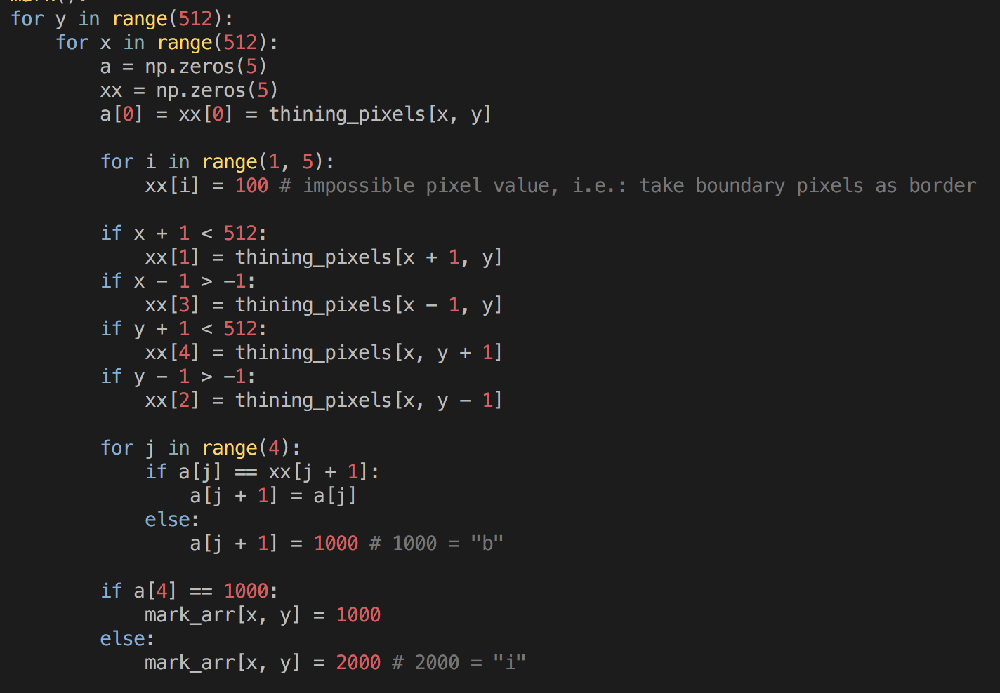 for y in range(512):
    for x in range(512):
        a = np.zeros(5)
        xx = np.zeros(5)
        a[0] = xx[0] = thining_pixels[x, y]

        for i in range(1, 5):
            xx[i] = 100 # impossible pixel value, i.e.: take boundary pixels as border

        if x + 1 < 512:
            xx[1] = thining_pixels[x + 1, y]
        if x - 1 > -1:
            xx[3] = thining_pixels[x - 1, y]
        if y + 1 < 512:
            xx[4] = thining_pixels[x, y + 1]
        if y - 1 > -1:
            xx[2] = thining_pixels[x, y - 1]

        for j in range(4):
            if a[j] == xx[j + 1]:
                a[j + 1] = a[j]
            else:
                a[j + 1] = 1000 # 1000 = "b"

        if a[4] == 1000:
            mark_arr[x, y] = 1000
        else:
            mark_arr[x, y] = 2000 # 2000 = "i"